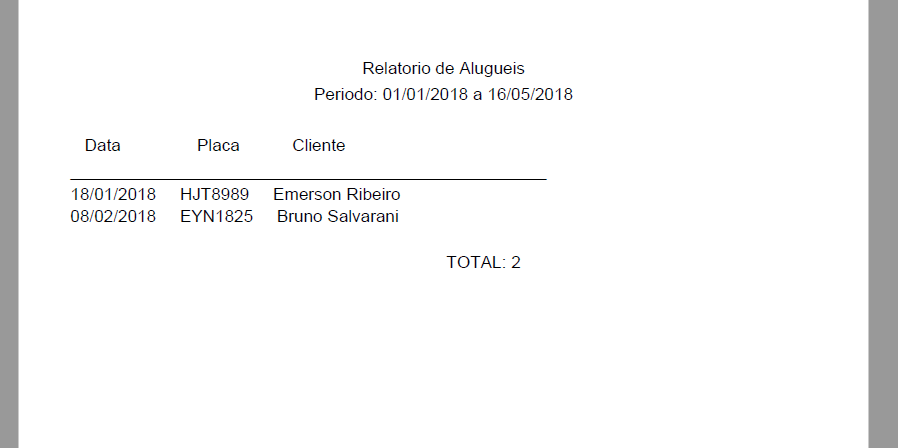 Relatorio de Alugueis
Periodo: 01/01/2018 a 16/05/2018
Data Placa Cliente
18/01/2018 HJT8989 Emerson Ribeiro
08/02/2018 EYN1825 Bruno Salvarani
TOTAL: 2